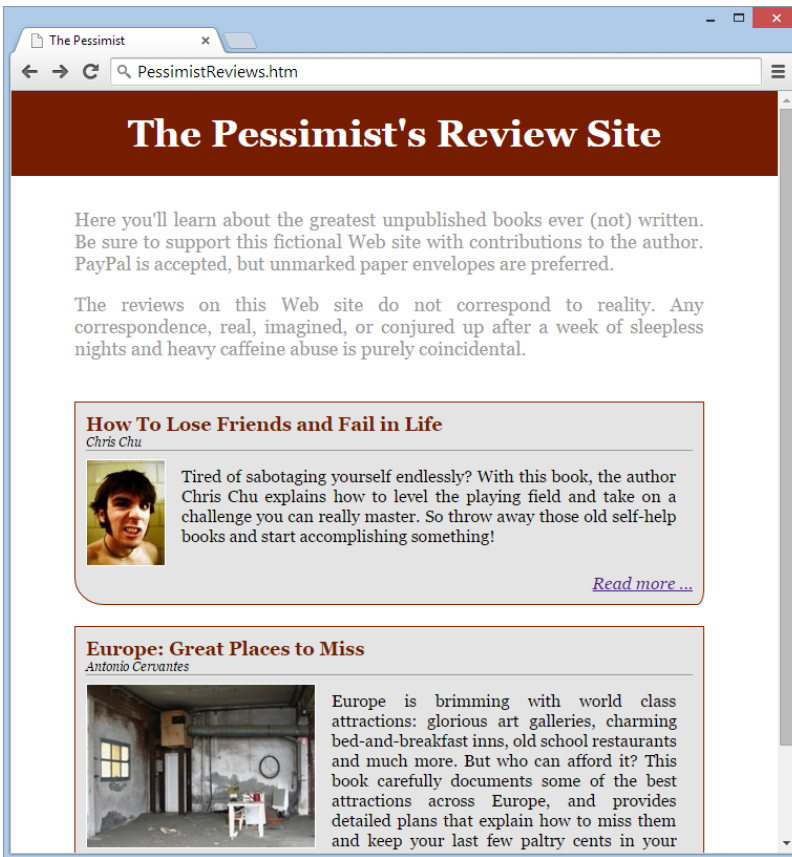 The Pessimist
PessimistReviews.htm
The Pessimist's Review Site
Here you'll learn about the greatest unpublished books ever (not) written.
Be sure to support this fictional Web site with contributions to the author.
PayPal is accepted, but unmarked paper envelopes are preferred.
The reviews on this Web site do not correspond to reality. Any
correspondence, real, imagined, or conjured up after a week of sleepless
nights and heavy caffeine abuse is purely coincidental.
How To Lose Friends and Fail in Life
Chris Chu
Tired of sabotaging yourself endlessly? With this book, the author
Chris Chu explains how to level the playing field and take on a
challenge you can really master. So throw away those old self-help
books and start accomplishing something!
Read more ...
Europe: Great Places to Miss
Antonio Cervantes
Europe is brimming with world class
attractions: glorious art galleries, charming
bed-and-breakfast inns, old school restaurants
and much more. But who can afford it? This
book carefully documents some of the best
attractions across Europe, and provides
detailed plans that explain how to miss them
and keep your last few paltry cents in your